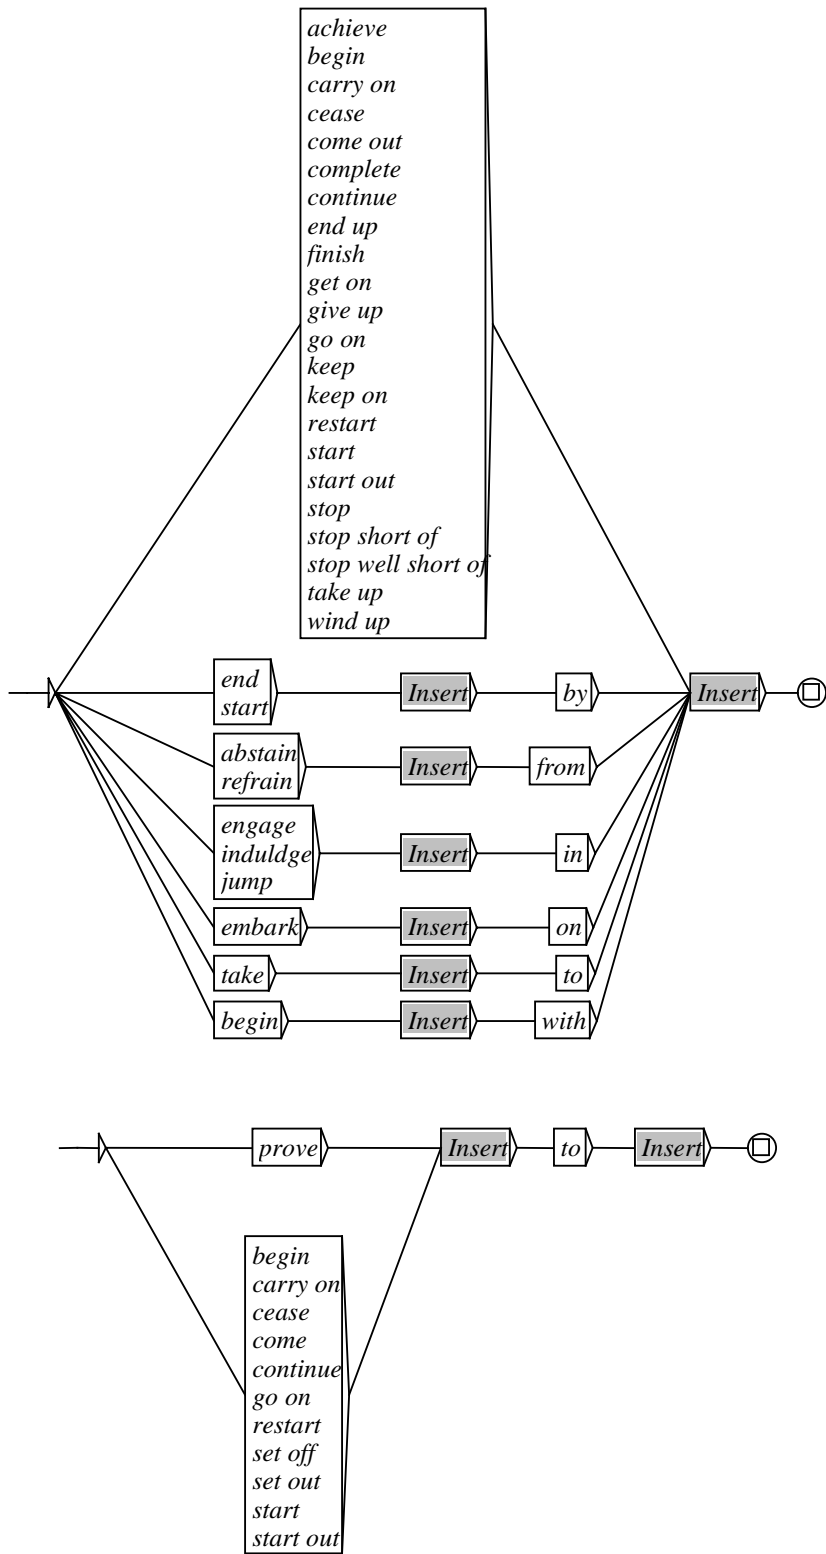 achieve
begin
carry on
cease
come out
complete
continue
end up
finish
get on
give up
go on
keep
keep on
restart
start
start out
stop
stop short of
stop well short of
take up
wind up
end
start
Insert
by
Insert
abstain
refrain
Insert
from
engage
induldge
jump
Insert
in
embark
Insert
on
take
Insert
to
begin
Insert
with
prove
Insert
to
Insert
begin
carry on
cease
come
continue
go on
restart
set off
set out
start
start out